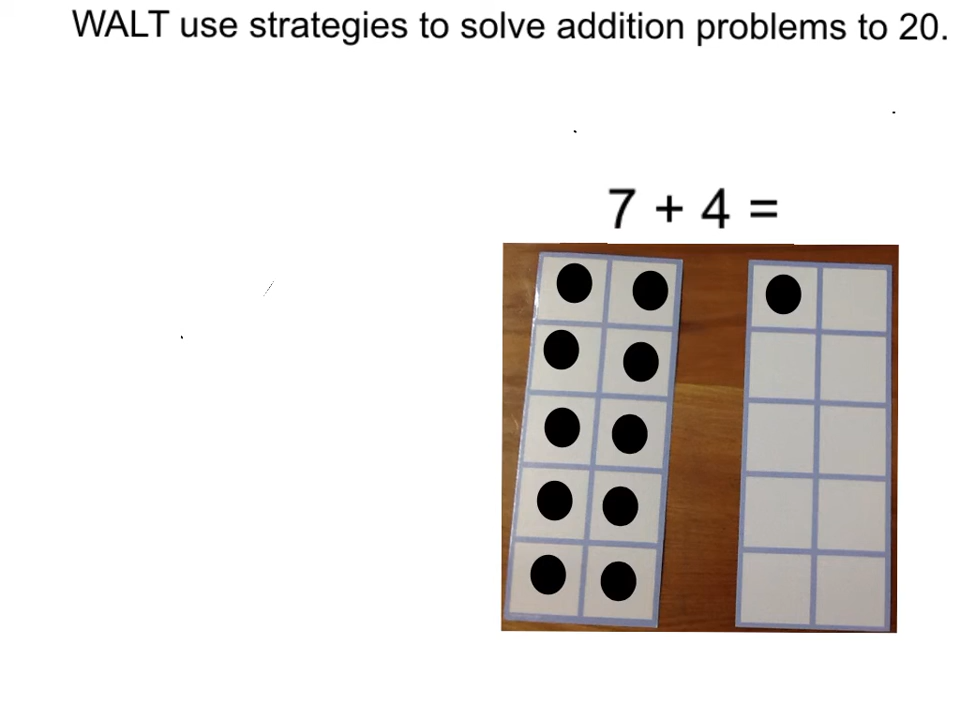 WALT use strategies to solve addition problems to 20.
7 + 4 =